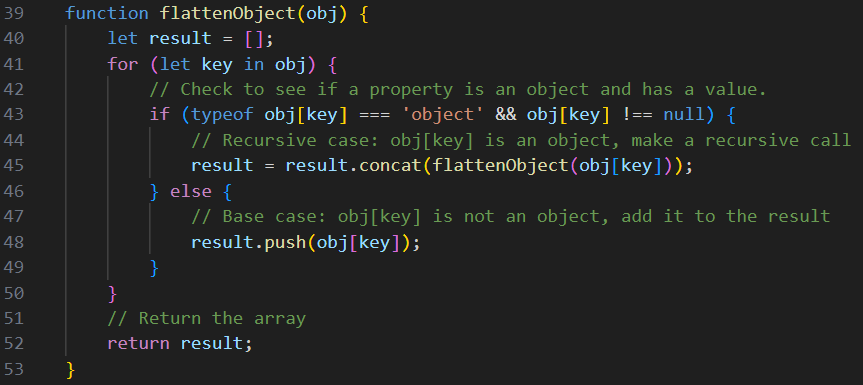 39 function flattenObject(obj) {
40     let result = [];
41     for (let key in obj) {
42         // Check to see if a property is an object and has a value.
43         if (typeof obj[key] === 'object' && obj[key] !== null) {
44             // Recursive case: obj[key] is an object, make a recursive call
45             result = result.concat(flattenObject(obj[key]));
46         } else {
47             // Base case: obj[key] is not an object, add it to the result
48             result.push(obj[key]);
49         }
50     }
51     // Return the array
52     return result;
53 }